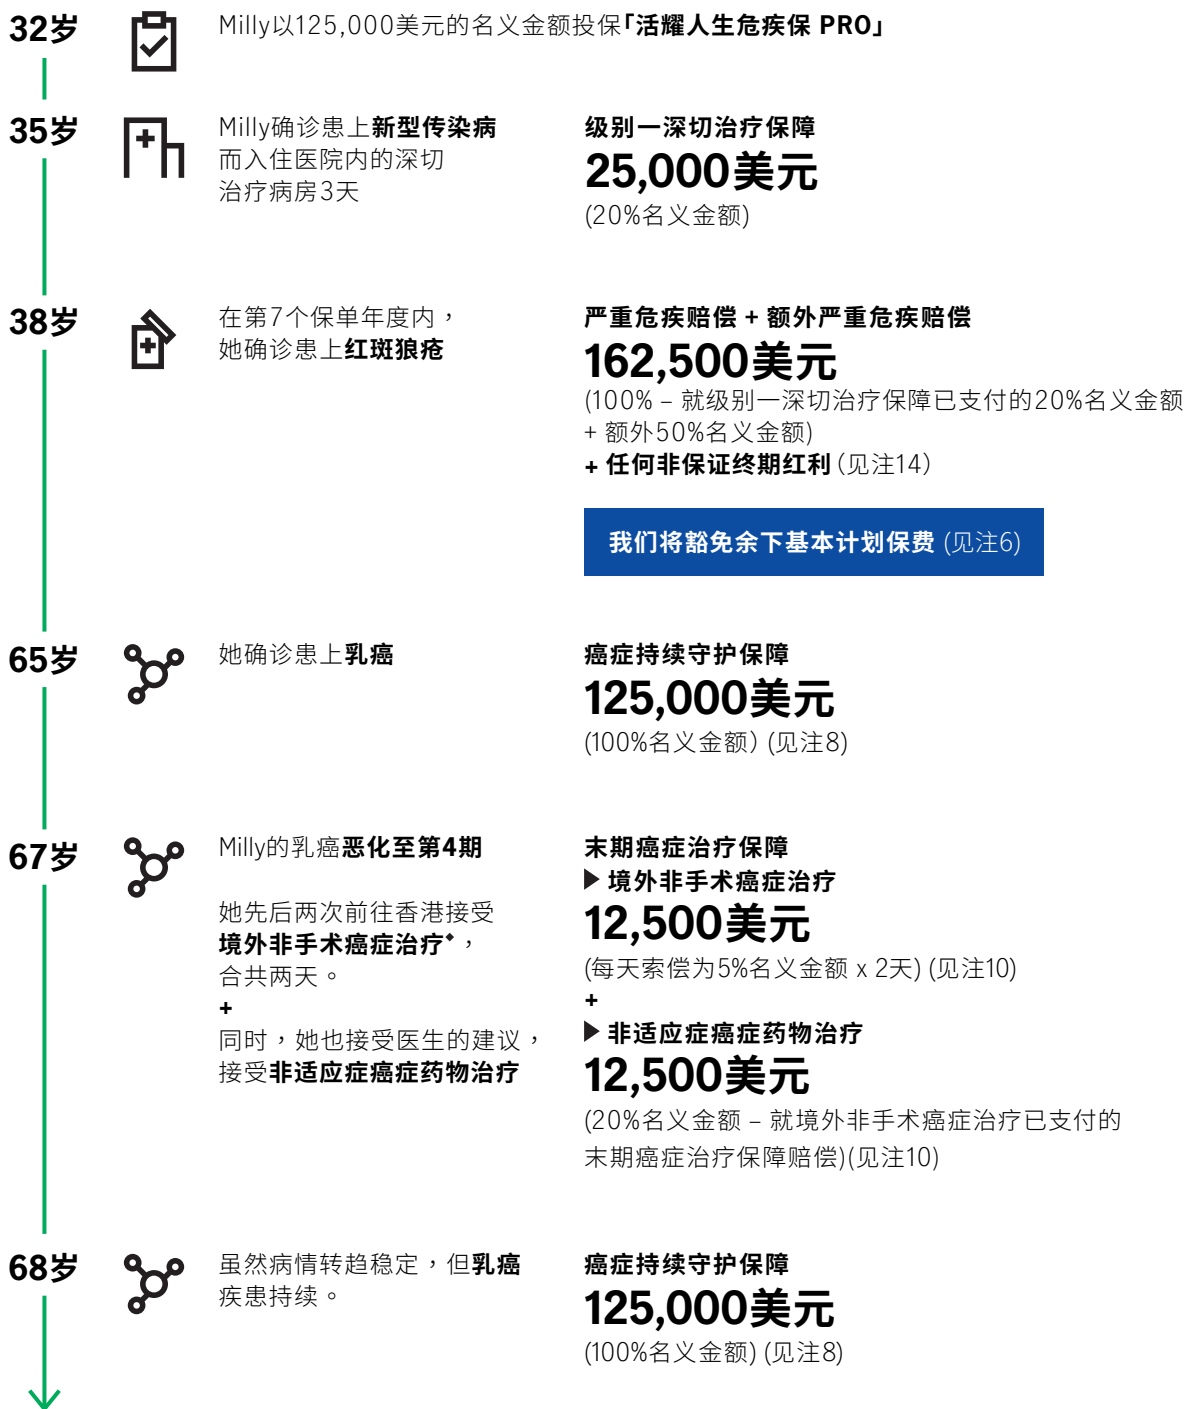 32岁
Milly以125,000美元的名义金额投保「活耀人生危疾保 PRO」
35岁
Milly确诊患上新型传染病
而入住医院内的深切
治疗病房3天
级别一深切治疗保障
25,000美元
(20%名义金额)
38岁
在第7个保单年度内，
她确诊患上红斑狼疮
严重危疾赔偿 + 额外严重危疾赔偿
162,500美元
(100% – 就级别一深切治疗保障已支付的20%名义金额
+ 额外50%名义金额)
+ 任何非保证终期红利（见注14）
我们将豁免余下基本计划保费 (见注6)
65岁
她确诊患上乳癌
癌症持续守护保障
125,000美元
(100%名义金额）(见注8)
67岁
Milly的乳癌恶化至第4期
她先后两次前往香港接受
境外非手术癌症治疗◆，
合共两天。
+
同时，她也接受医生的建议，
接受非适应症癌症药物治疗
末期癌症治疗保障
▶ 境外非手术癌症治疗
12,500美元
(每天索偿为5%名义金额 x 2天) (见注10)
+
▶ 非适应症癌症药物治疗
12,500美元
(20%名义金额 – 就境外非手术癌症治疗已支付的
末期癌症治疗保障赔偿)(见注10)
68岁
虽然病情转趋稳定，但乳癌
疾患持续。
癌症持续守护保障
125,000美元
(100%名义金额) (见注8)